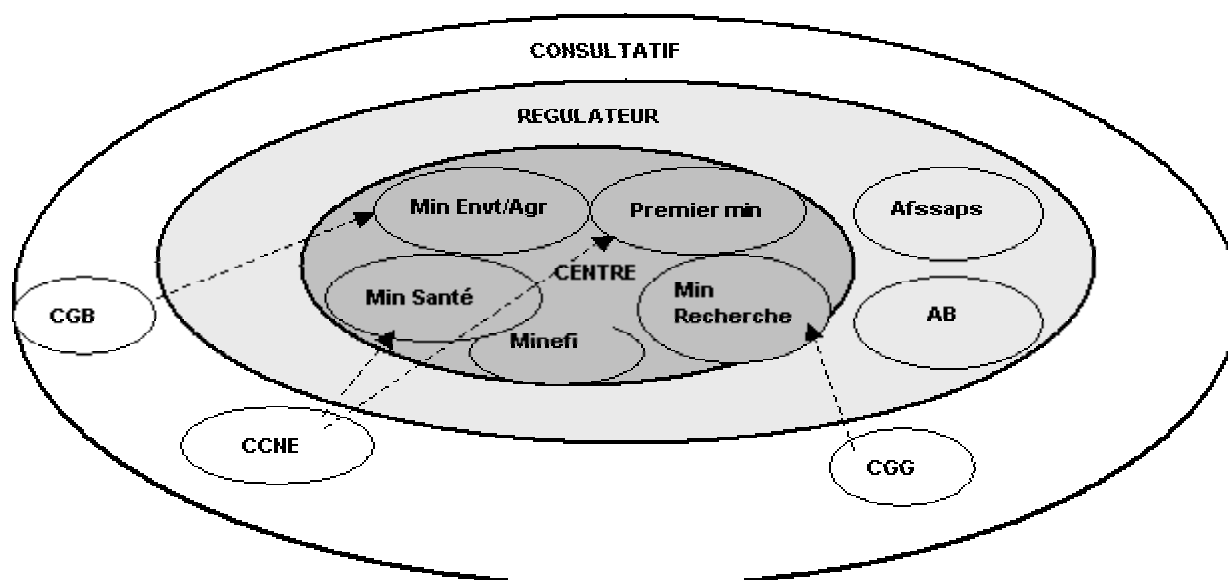 CONSULTATIF
REGULATEUR
Min Envt/Agr
Premier min
Afssaps
CENTRE
Min Santé
Min
Recherche
CGB
AB
Minefi
CCNE
CGG